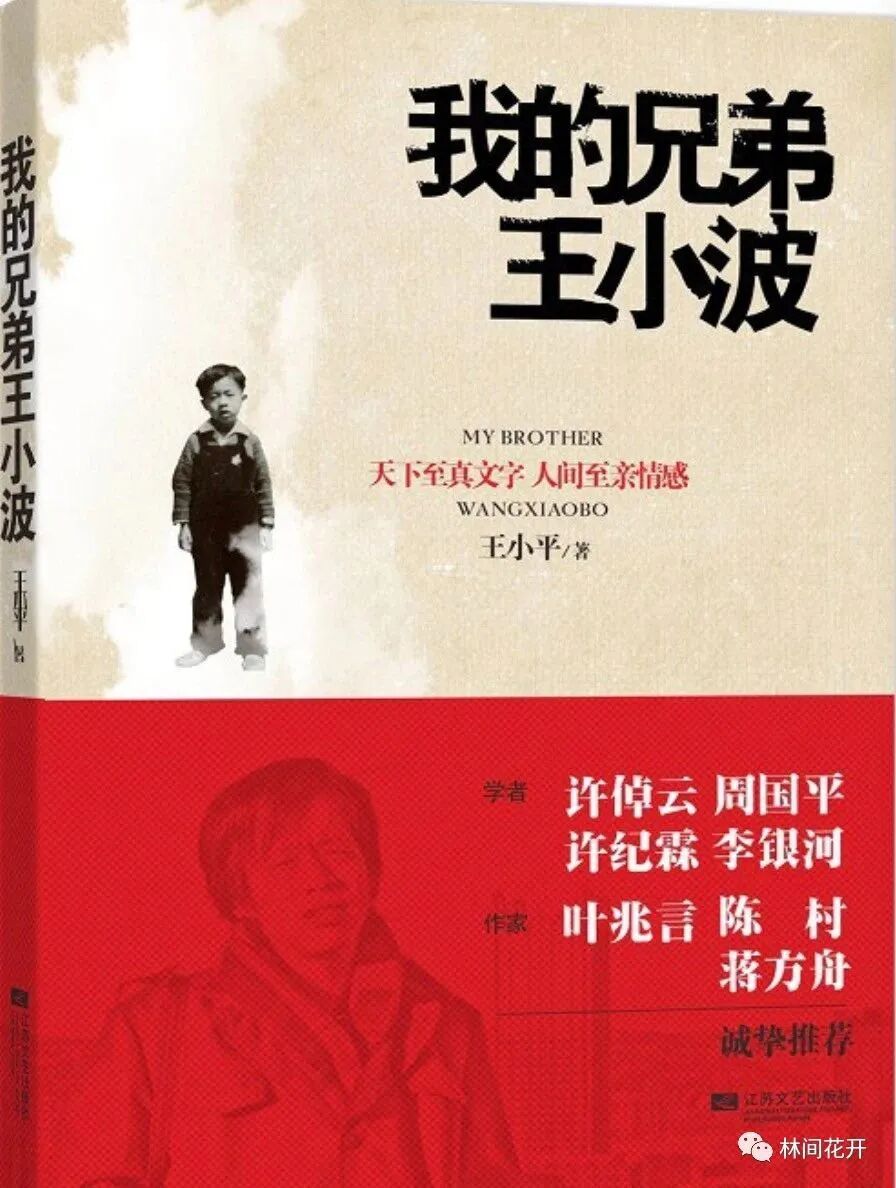 我的兄弟
王小波
MY BROTHER
天下至真文字 人间至亲情感
WANGXIAOBO
王小平/著
我的兄弟王小波
王小平 著
学者 许倬云 周国平
许纪霖 李银河
作家 叶兆言 陈 村
蒋方舟
诚挚推荐
江苏文艺出版社
林间花开